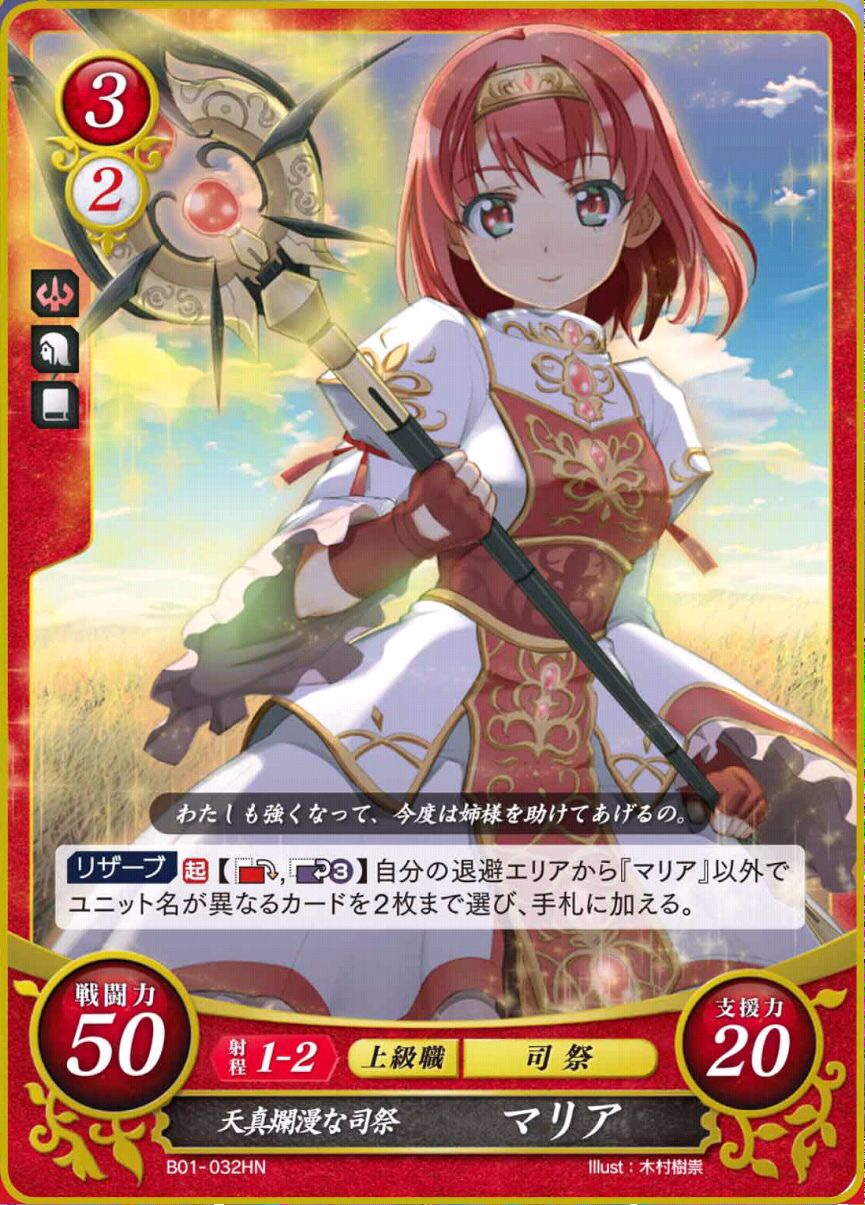 3
2
わたしも強くなって、今度は姉様を助けてあげるの。
リザーブ 起【 , 3】自分の退避エリアから『マリア』以外で
ユニット名が異なるカードを2枚まで選び、手札に加える。
戦闘力
50
射程 1-2 上級職 司祭
支援力
20
天真爛漫な司祭 マリア
B01-032HN Illust：木村樹崇